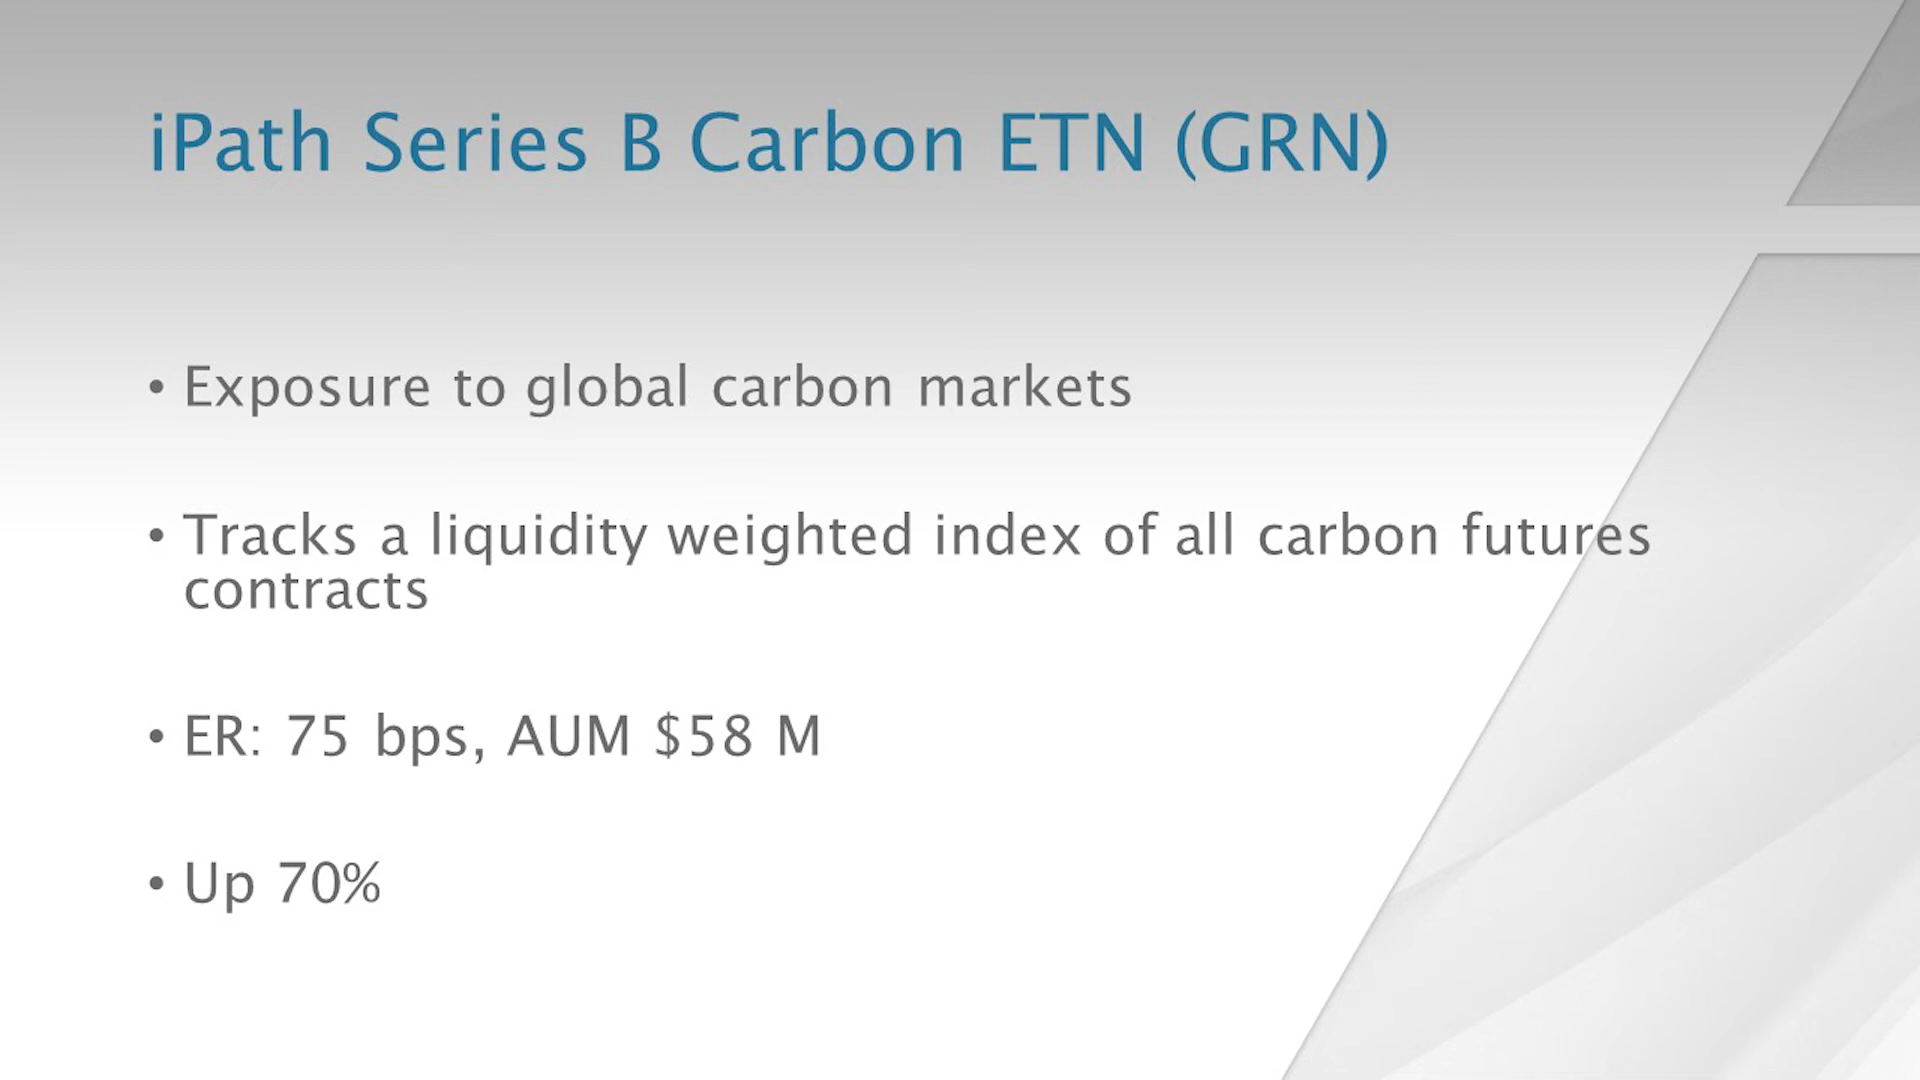 iPath Series B Carbon ETN (GRN)
• Exposure to global carbon markets
• Tracks a liquidity weighted index of all carbon futures
contracts
• ER: 75 bps, AUM $58 M
• Up 70%